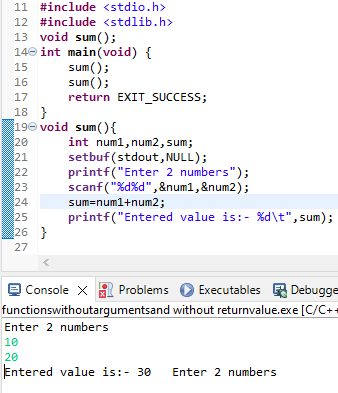 11 #include <stdio.h>
12 #include <stdlib.h>
13 void sum();
14 int main(void) {
15     sum();
16     sum();
17     return EXIT_SUCCESS;
18 }
19 void sum(){
20     int num1,num2,sum;
21     setbuf(stdout,NULL);
22     printf("Enter 2 numbers");
23     scanf("%d%d",&num1,&num2);
24     sum=num1+num2;
25     printf("Entered value is:- %d\t",sum);
26 }
27
Console Problems Executables Debugge
functionswithoutargumentsand without returnvalue.exe [C/C++
Enter 2 numbers
10
20
Entered value is:- 30   Enter 2 numbers